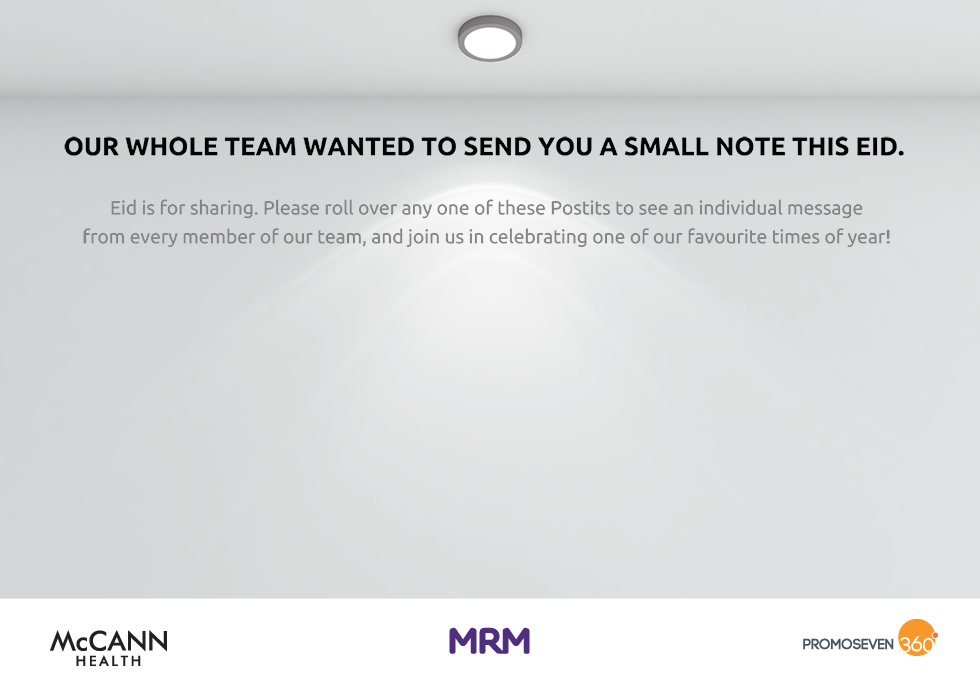 OUR WHOLE TEAM WANTED TO SEND YOU A SMALL NOTE THIS EID.
Eid is for sharing. Please roll over any one of these Postits to see an individual message
from every member of our team, and join us in celebrating one of our favourite times of year!
McCANN
HEALTH
MRM
PROMOSEVEN 360°